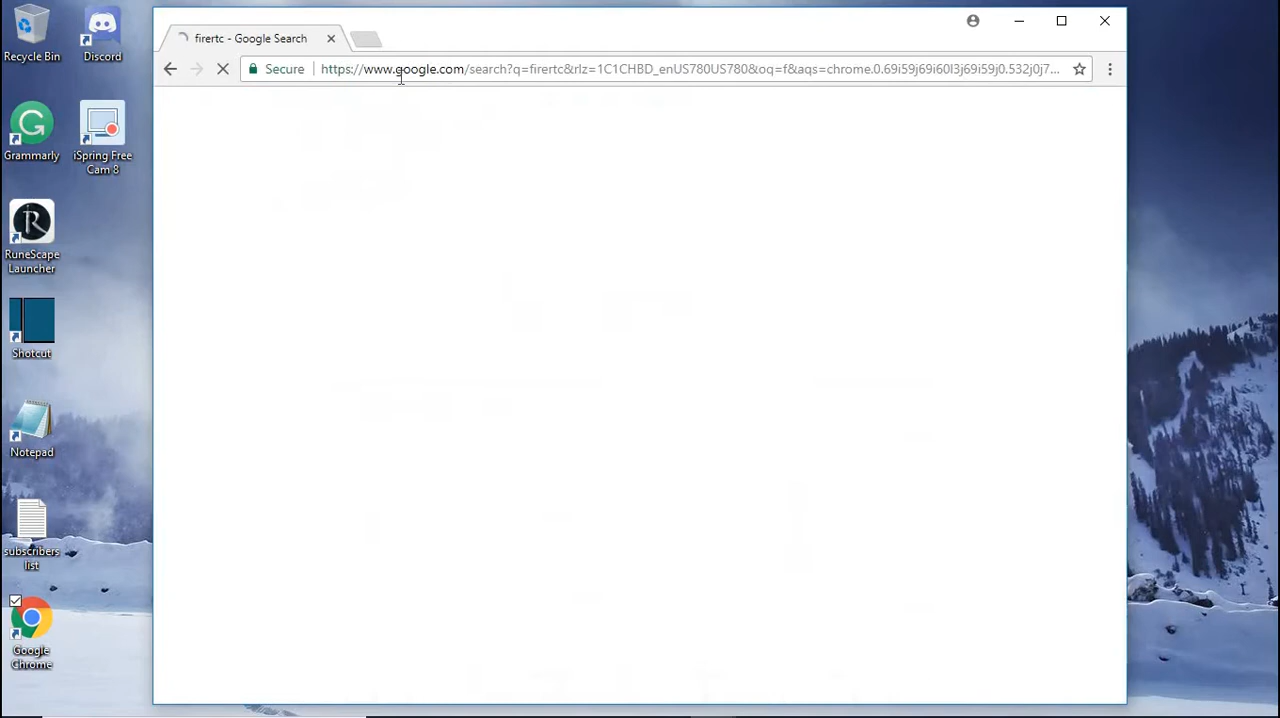 Recycle Bin
Discord
Grammarly
iSpring Free
Cam 8
RuneScape
Launcher
Shotcut
Notepad
subscribers
list
Google
Chrome
firertc - Google Search
Secure
https://www.google.com/search?q=firertc&rlz=1C1CHBD_enUS780US780&oq=f&aqs=chrome.0.69i59j69i60l3j69i59j0.532j0j7...